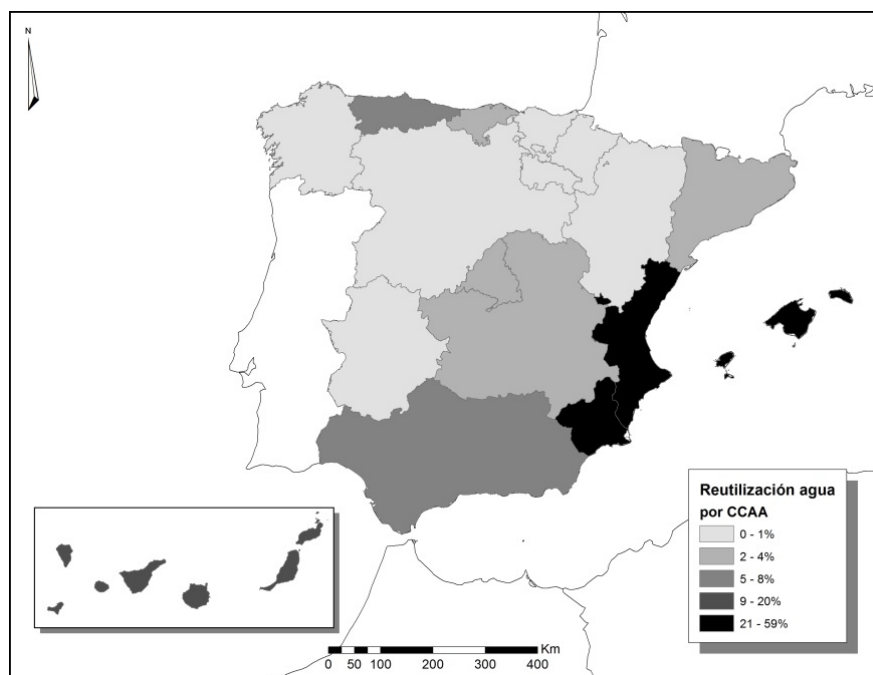 N
Reutilización agua
por CCAA
0 - 1%
2 - 4%
5 - 8%
9 - 20%
21 - 59%
Km
0 25 50 100 200 300 400